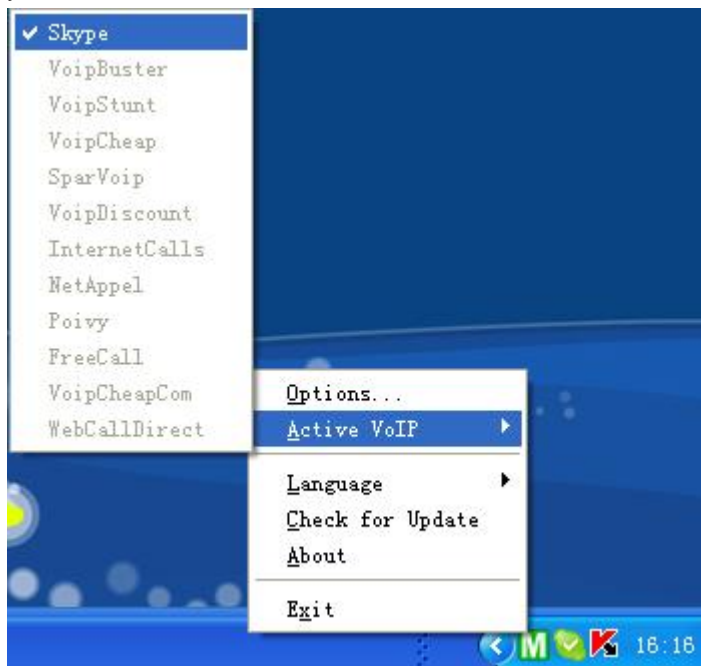 Skype
VoipBuster
VoipStunt
VoipCheap
SparVoip
VoipDiscount
InternetCalls
NetAppel
Poivy
FreeCall
VoipCheapCom
WebCallDirect
Options...
Active VoIP
Language
Check for Update
About
Exit
M K 16:16